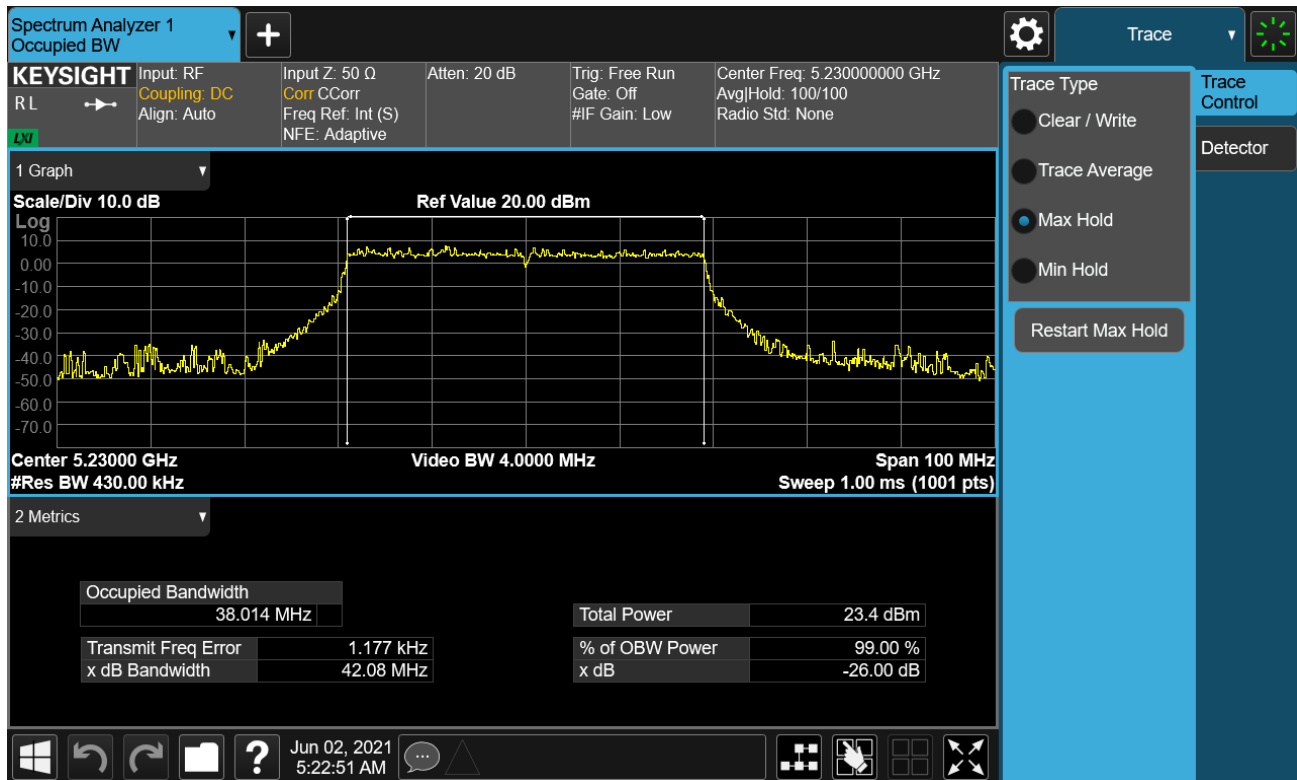 Spectrum Analyzer 1
Occupied BW
Trace
KEYSIGHT
R L
LXI
Input: RF
Coupling: DC
Align: Auto
Input Z: 50 Ω
Corr CCorr
Freq Ref: Int (S)
NFE: Adaptive
Atten: 20 dB
Trig: Free Run
Gate: Off
#IF Gain: Low
Center Freq: 5.230000000 GHz
Avg|Hold: 100/100
Radio Std: None
Trace Type
Clear / Write
Trace Average
Max Hold
Min Hold
Restart Max Hold
Trace
Control
Detector
1 Graph
Scale/Div 10.0 dB
Ref Value 20.00 dBm
Log
10.0
0.00
-10.0
-20.0
-30.0
-40.0
-50.0
-60.0
-70.0
Center 5.23000 GHz
Video BW 4.0000 MHz
Span 100 MHz
#Res BW 430.00 kHz
Sweep 1.00 ms (1001 pts)
2 Metrics
Occupied Bandwidth
38.014 MHz
Total Power 23.4 dBm
Transmit Freq Error 1.177 kHz
% of OBW Power 99.00 %
x dB Bandwidth 42.08 MHz
x dB -26.00 dB
?
Jun 02, 2021
5:22:51 AM